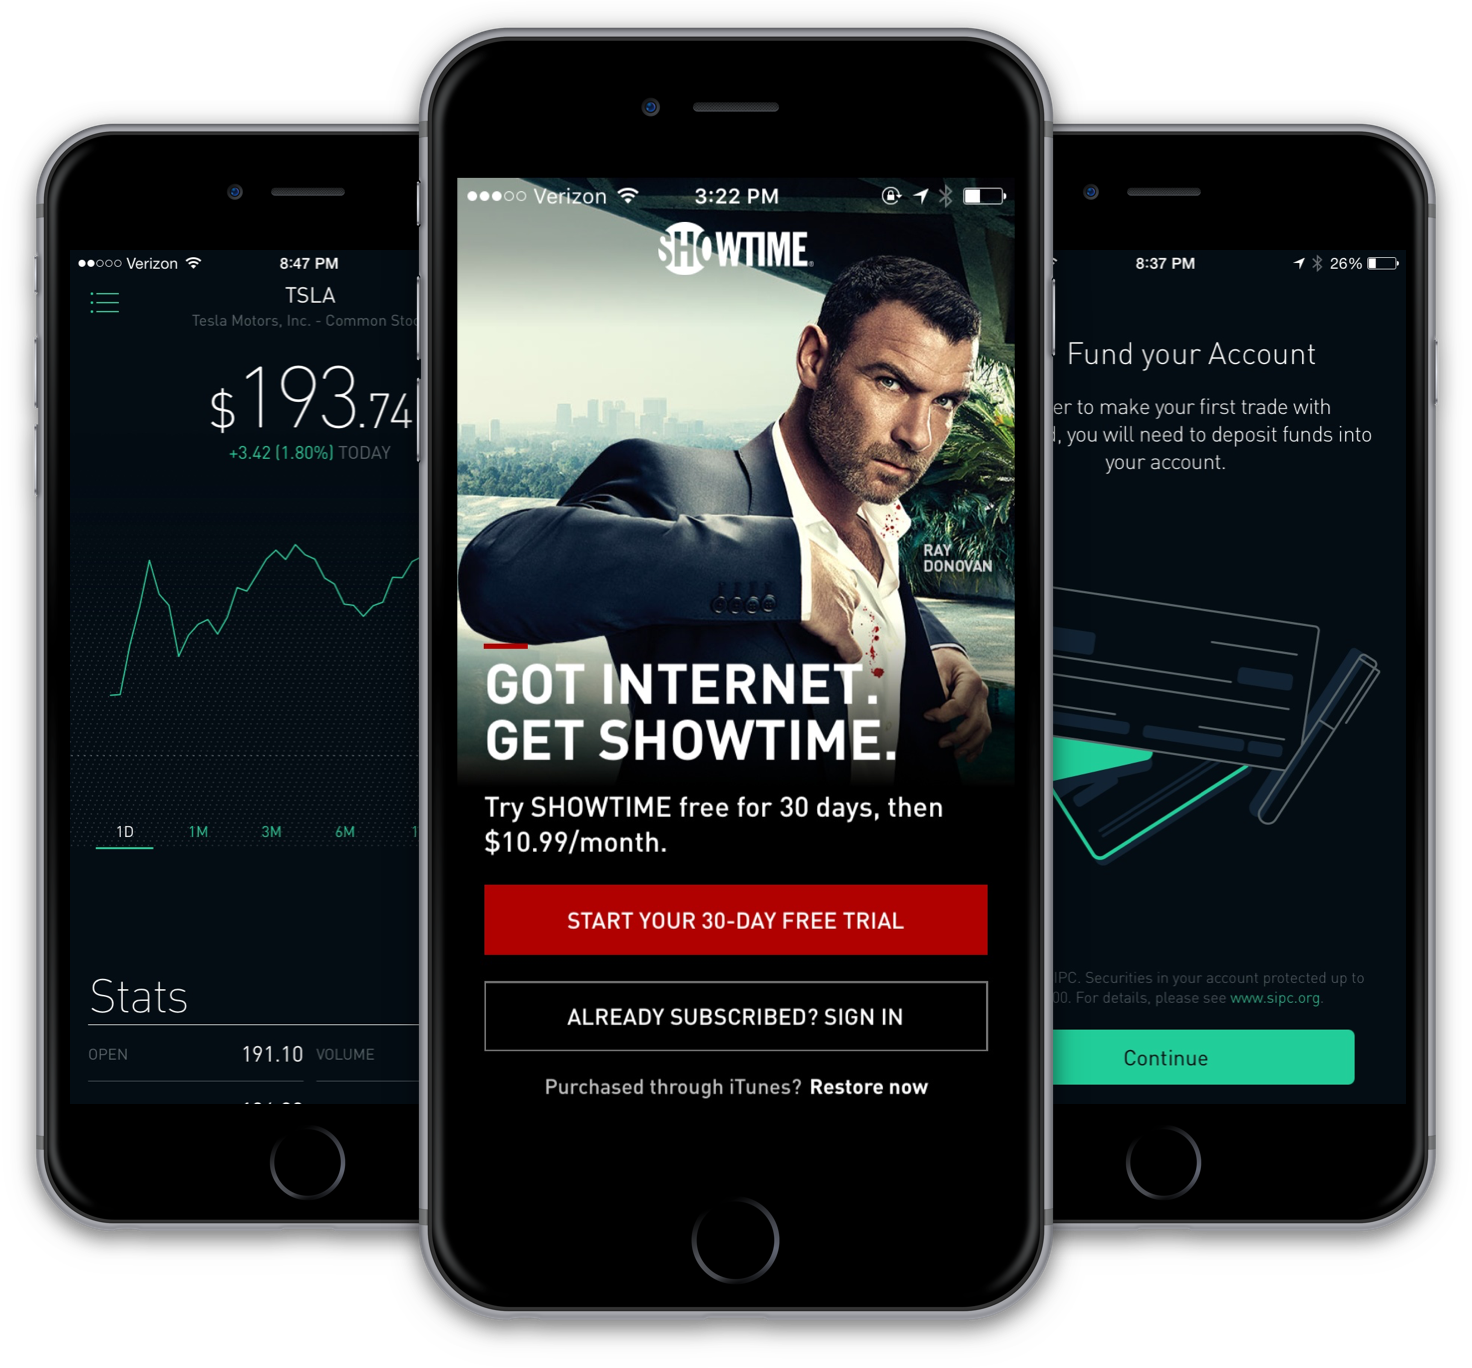 Verizon
8:47 PM
TSLA
Tesla Motors, Inc. - Common
$193.74
+3.42 (1.80%) TODAY
1D 1M 3M 6M
Stats
OPEN 191.10 VOLUME
Verizon 3:22 PM
SHOWTIME
RAY
DONOVAN
GOT INTERNET.
GET SHOWTIME.
Try SHOWTIME free for 30 days, then
$10.99/month.
START YOUR 30-DAY FREE TRIAL
ALREADY SUBSCRIBED? SIGN IN
Purchased through iTunes? Restore now
8:37 PM 26%
Fund your Account
er to make your first trade with
, you will need to deposit funds into
your account.
IPC. Securities in your account protected up to
00. For details, please see www.sipc.org.
Continue